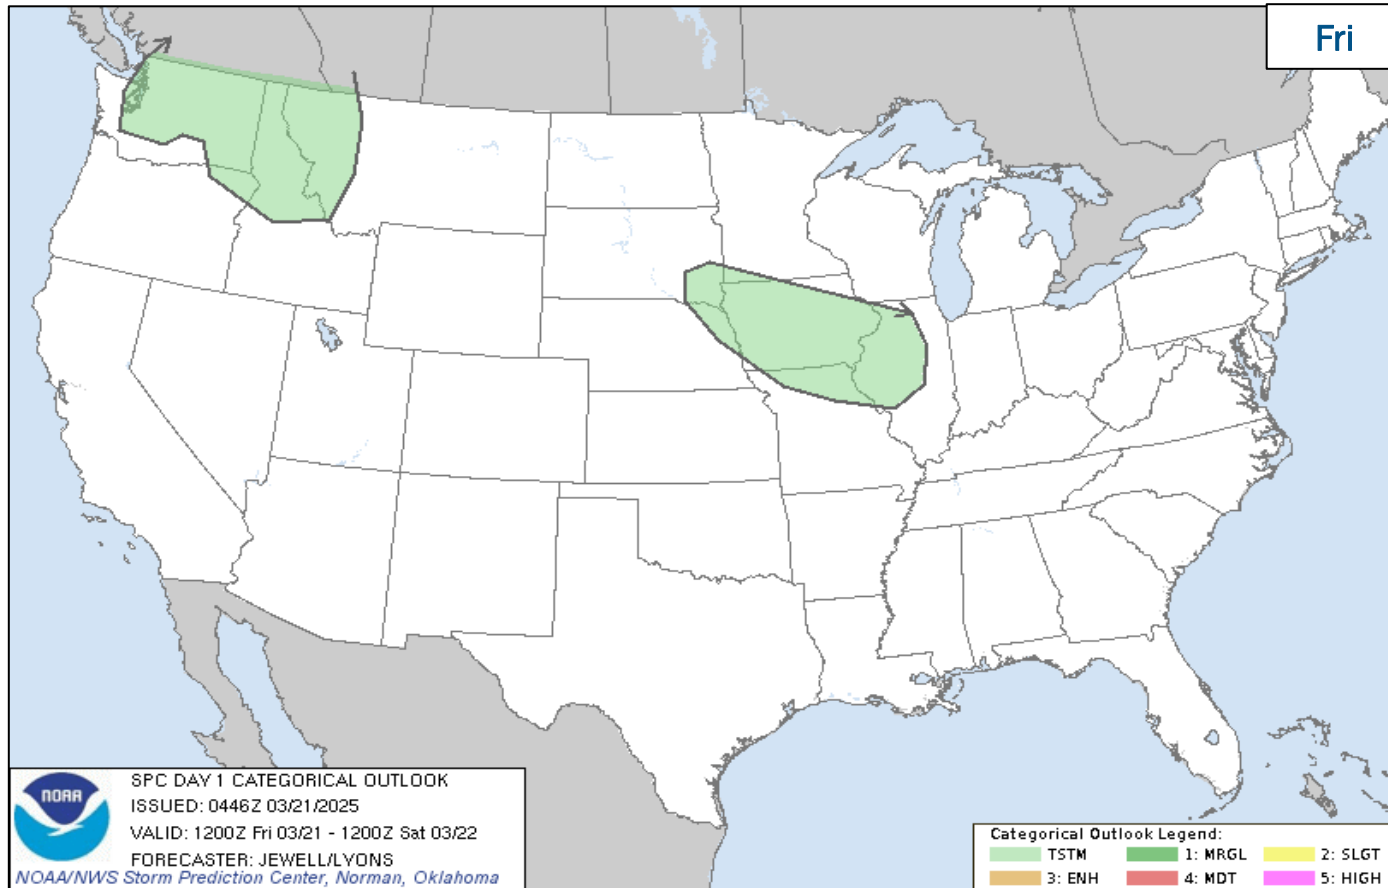 Fri
SPC DAY 1 CATEGORICAL OUTLOOK
ISSUED: 0446Z 03/21/2025
VALID: 1200Z Fri 03/21 - 1200Z Sat 03/22
FORECASTER: JEWELL/LYONS
NOAA/NWS Storm Prediction Center, Norman, Oklahoma
NOAA
Categorical Outlook Legend:
TSTM 1: MRGL 2: SLGT
3: ENH 4: MDT 5: HIGH